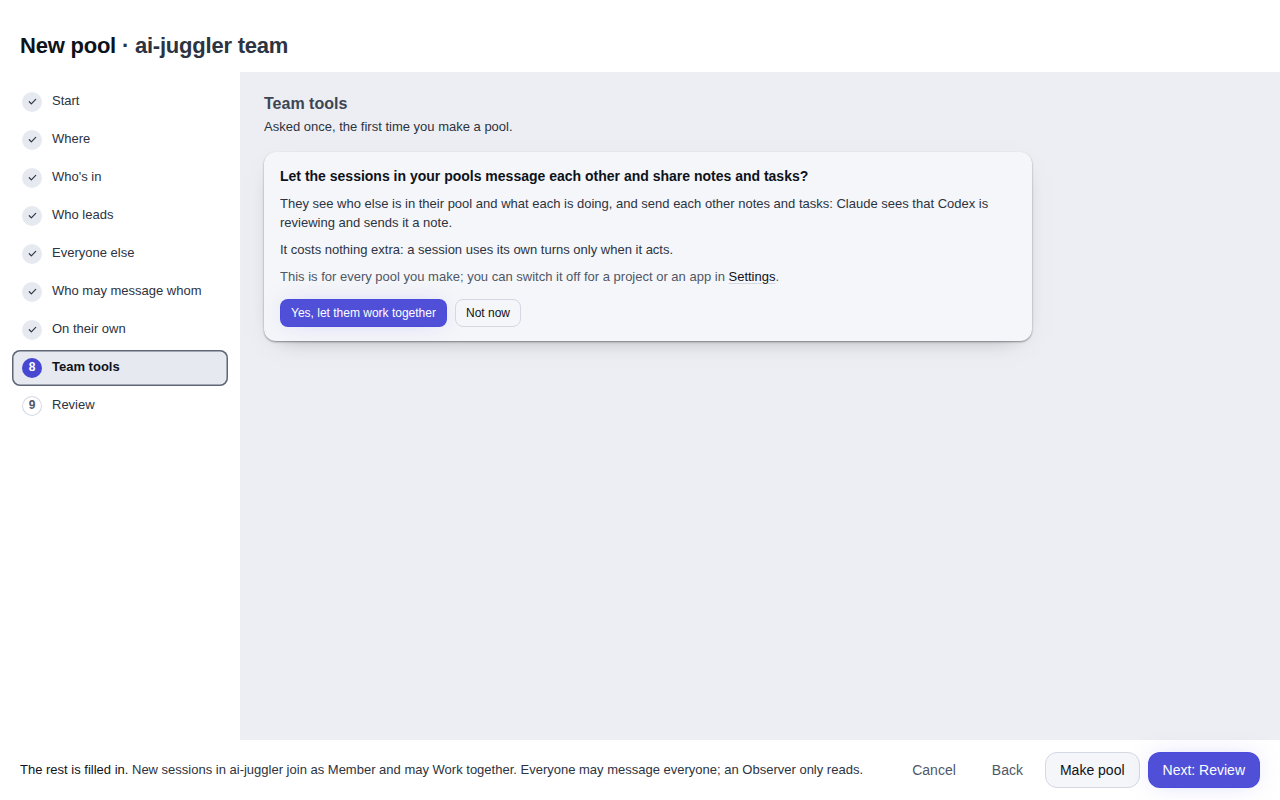 New pool · ai-juggler team
Start
Where
Who's in
Who leads
Everyone else
Who may message whom
On their own
8 Team tools
9 Review
Team tools
Asked once, the first time you make a pool.
Let the sessions in your pools message each other and share notes and tasks?
They see who else is in their pool and what each is doing, and send each other notes and tasks: Claude sees that Codex is
reviewing and sends it a note.
It costs nothing extra: a session uses its own turns only when it acts.
This is for every pool you make; you can switch it off for a project or an app in Settings.
Yes, let them work together
Not now
The rest is filled in. New sessions in ai-juggler join as Member and may Work together. Everyone may message everyone; an Observer only reads.
Cancel
Back
Make pool
Next: Review